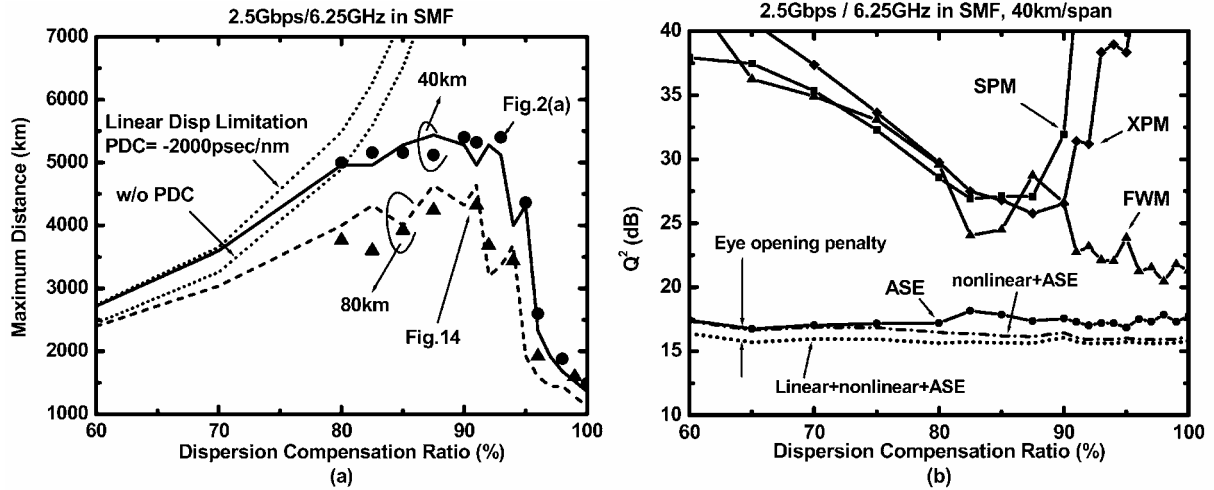 2.5Gbps/6.25GHz in SMF
(a)
7000
6000
5000
4000
3000
2000
1000
Maximum Distance (km)
40km
Fig.2(a)
Linear Disp Limitation
PDC= -2000psec/nm
w/o PDC
80km
Fig.14
60
70
80
90
100
Dispersion Compensation Ratio (%)
(a)
2.5Gbps / 6.25GHz in SMF, 40km/span
(b)
40
35
30
25
20
15
10
Q² (dB)
SPM
XPM
FWM
Eye opening penalty
ASE
nonlinear+ASE
Linear+nonlinear+ASE
60
70
80
90
100
Dispersion Compensation Ratio (%)
(b)